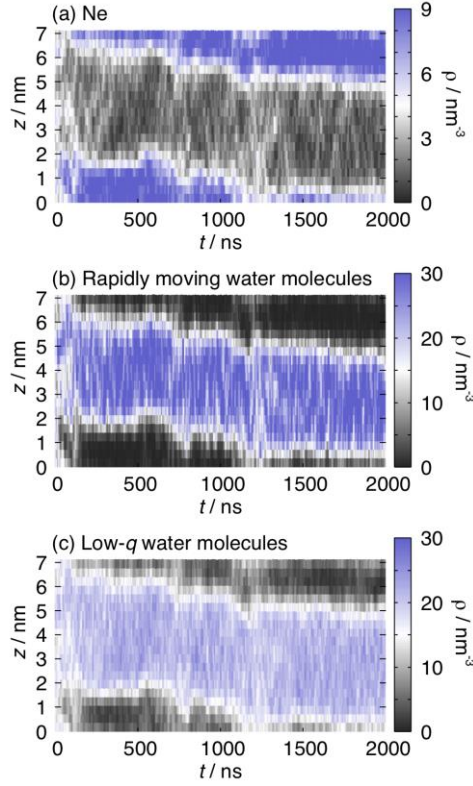 (a) Ne
7
6
5
4
3
2
1
0
z / nm
0 500 1000 1500 2000
t / ns
9
6
3
0
ρ / nm⁻³
(b) Rapidly moving water molecules
7
6
5
4
3
2
1
0
z / nm
0 500 1000 1500 2000
t / ns
30
20
10
0
ρ / nm⁻³
(c) Low-q water molecules
7
6
5
4
3
2
1
0
z / nm
0 500 1000 1500 2000
t / ns
30
20
10
0
ρ / nm⁻³